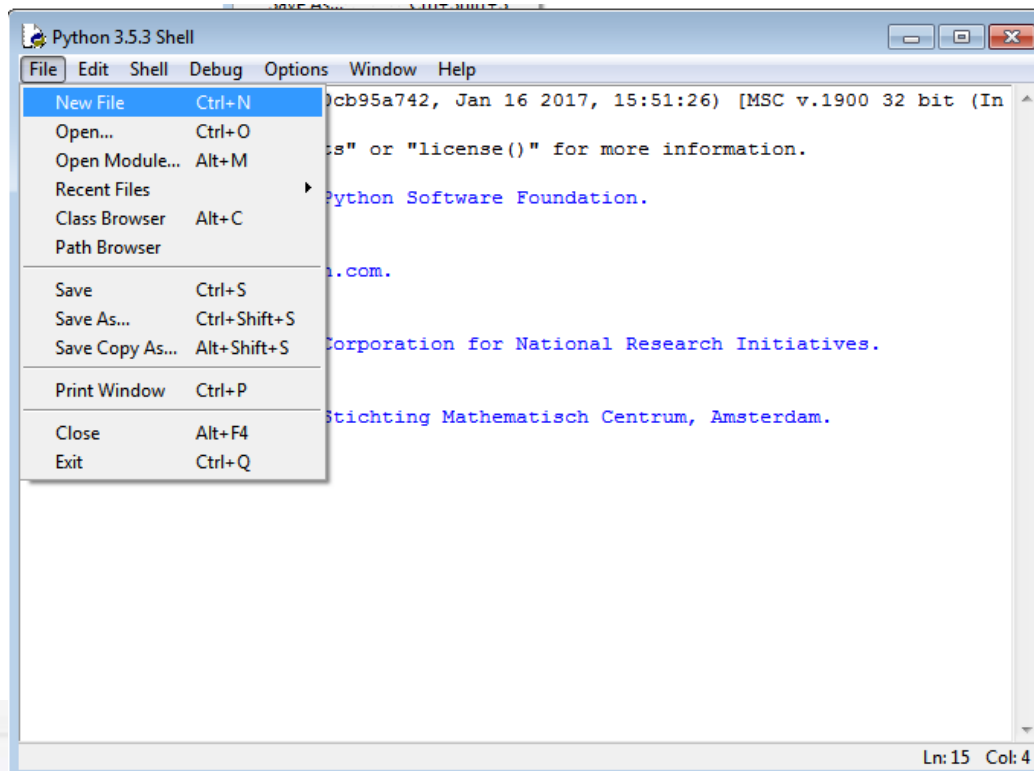 Save As... Ctrl+Shift+S
Python 3.5.3 Shell
File Edit Shell Debug Options Window Help
New File Ctrl+N
Open... Ctrl+O
Open Module... Alt+M
Recent Files
Class Browser Alt+C
Path Browser
Save Ctrl+S
Save As... Ctrl+Shift+S
Save Copy As... Alt+Shift+S
Print Window Ctrl+P
Close Alt+F4
Exit Ctrl+Q
0cb95a742, Jan 16 2017, 15:51:26) [MSC v.1900 32 bit (In
ts" or "license()" for more information.
Python Software Foundation.
n.com.
Corporation for National Research Initiatives.
Stichting Mathematisch Centrum, Amsterdam.
Ln: 15 Col: 4